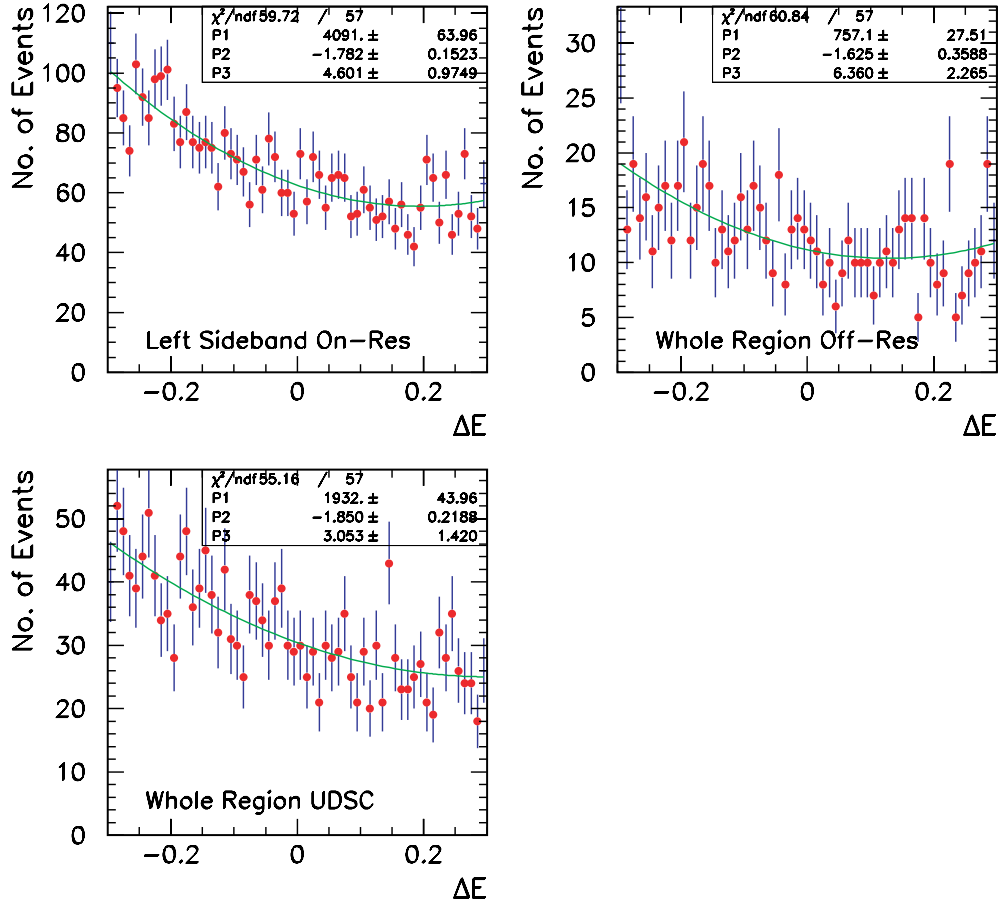 No. of Events
120
100
80
60
40
20
0
χ²/ndf 59.72 / 57
P1 4091. ± 63.96
P2 −1.782 ± 0.1523
P3 4.601 ± 0.9749
Left Sideband On−Res
−0.2 0 0.2
ΔE
No. of Events
30
25
20
15
10
5
0
χ²/ndf 60.84 / 57
P1 757.1 ± 27.51
P2 −1.625 ± 0.3588
P3 6.360 ± 2.265
Whole Region Off−Res
−0.2 0 0.2
ΔE
No. of Events
50
40
30
20
10
0
χ²/ndf 55.16 / 57
P1 1932. ± 43.96
P2 −1.850 ± 0.2188
P3 3.053 ± 1.420
Whole Region UDSC
−0.2 0 0.2
ΔE